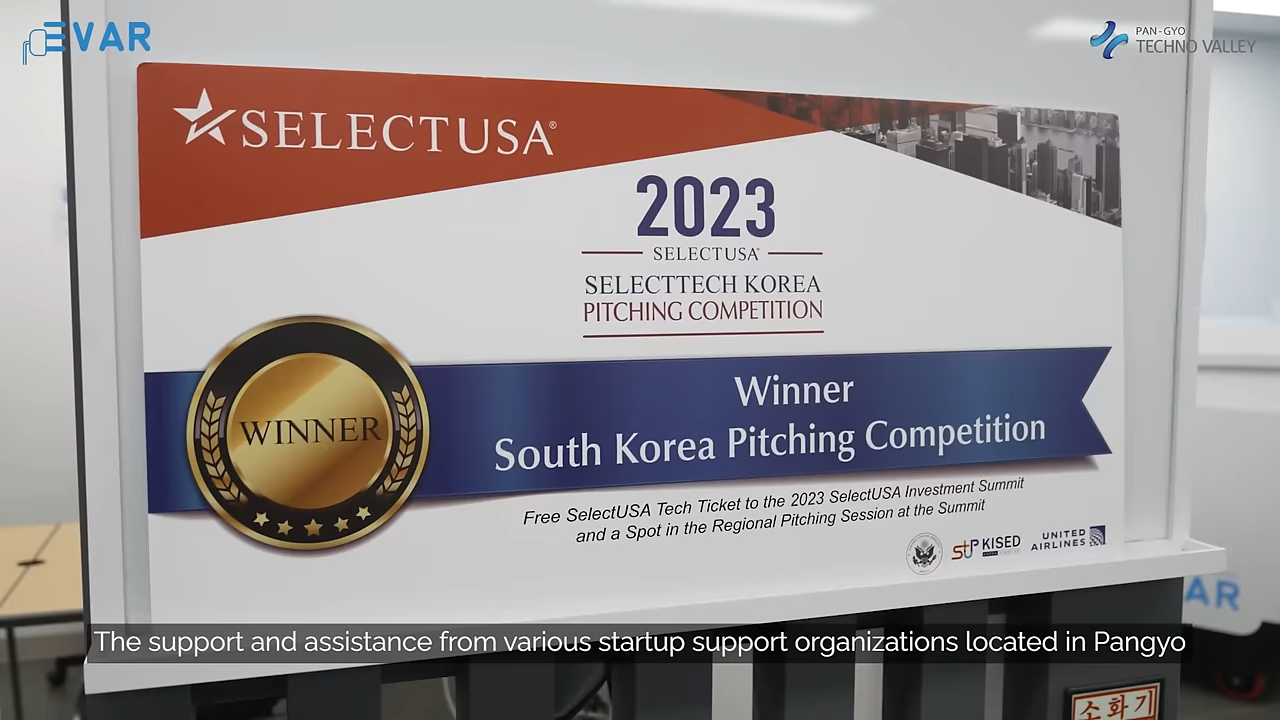 EVAR
PAN-GYO
TECHNO VALLEY
SELECTUSA®
2023
SELECTUSA®
SELECTTECH KOREA
PITCHING COMPETITION
WINNER
Winner
South Korea Pitching Competition
Free SelectUSA Tech Ticket to the 2023 SelectUSA Investment Summit
and a Spot in the Regional Pitching Session at the Summit
KISED
UNITED
AIRLINES
AR
The support and assistance from various startup support organizations located in Pangyo
소화기